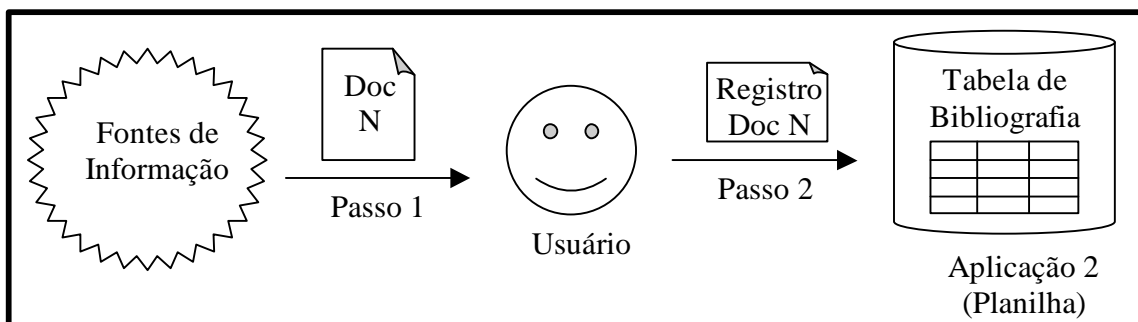 Fontes de
Informação
Doc
N
Passo 1
Usuário
Registro
Doc N
Passo 2
Tabela de
Bibliografia
Aplicação 2
(Planilha)